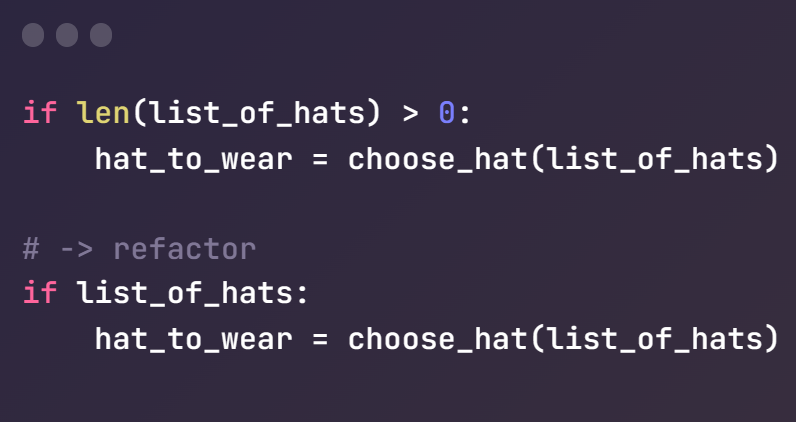 if len(list_of_hats) > 0:
    hat_to_wear = choose_hat(list_of_hats)
# -> refactor
if list_of_hats:
    hat_to_wear = choose_hat(list_of_hats)